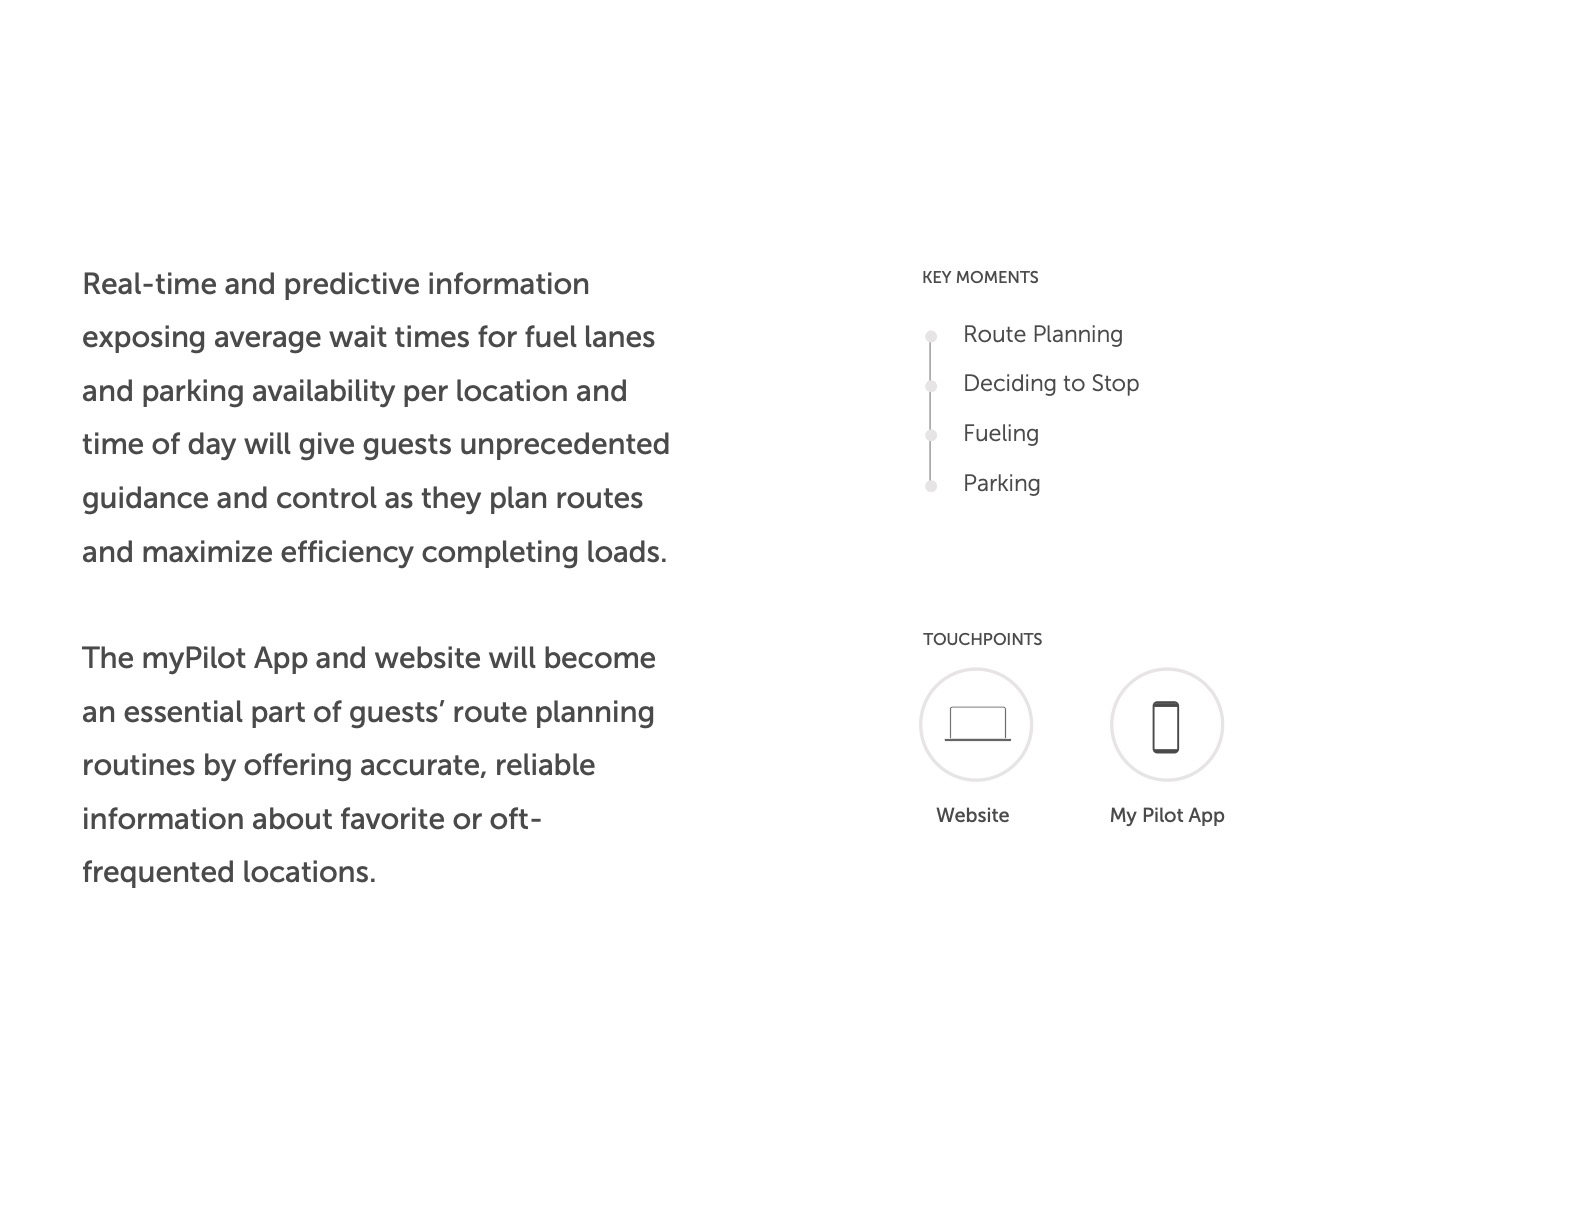 Real-time and predictive information
exposing average wait times for fuel lanes
and parking availability per location and
time of day will give guests unprecedented
guidance and control as they plan routes
and maximize efficiency completing loads.
The myPilot App and website will become
an essential part of guests’ route planning
routines by offering accurate, reliable
information about favorite or oft-
frequented locations.
KEY MOMENTS
Route Planning
Deciding to Stop
Fueling
Parking
TOUCHPOINTS
Website
My Pilot App